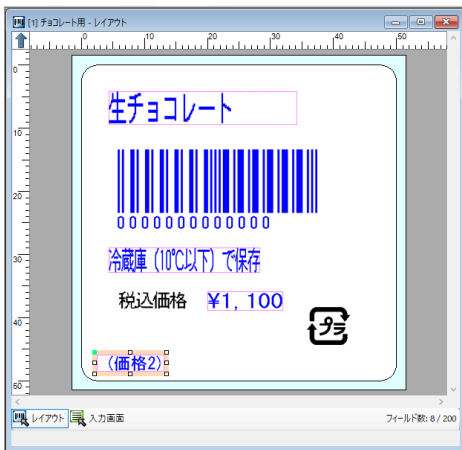 [1] チョコレート用 - レイアウト
0 10 20 30 40 50
0
10
20
30
40
60
生チョコレート
0000000000000
冷蔵庫（10℃以下）で保存
税込価格 ¥1,100
プラ
(価格2)
レイアウト 入力画面 フィールド数: 8 / 200